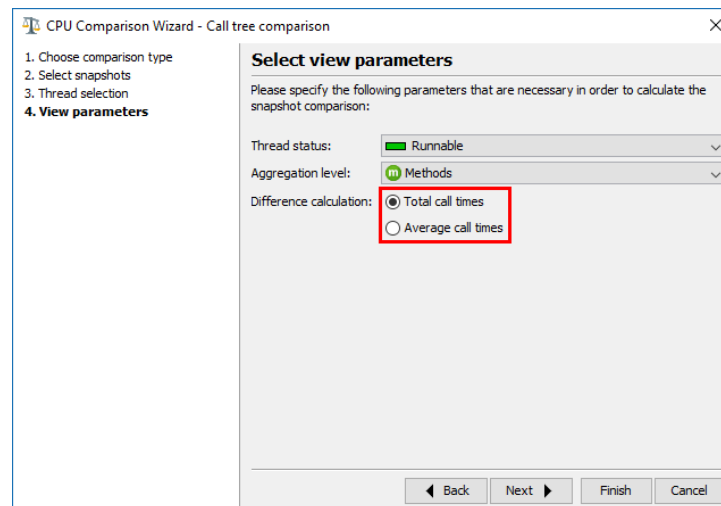 CPU Comparison Wizard - Call tree comparison
1. Choose comparison type
2. Select snapshots
3. Thread selection
4. View parameters
Select view parameters
Please specify the following parameters that are necessary in order to calculate the
snapshot comparison:
Thread status: Runnable
Aggregation level: m Methods
Difference calculation: Total call times
Average call times
Back Next Finish Cancel